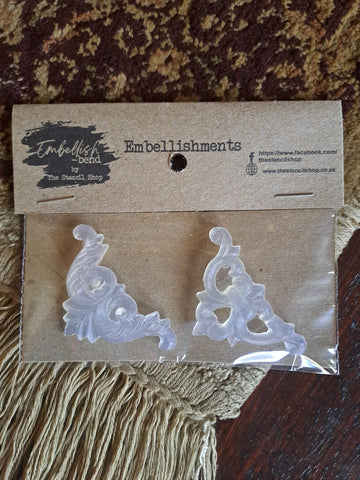 Embellish
-bend
by
The Stencil Shop
Embellishments
https://www.facebook.com/
thestencilshop
www.thestencilshop.co.za